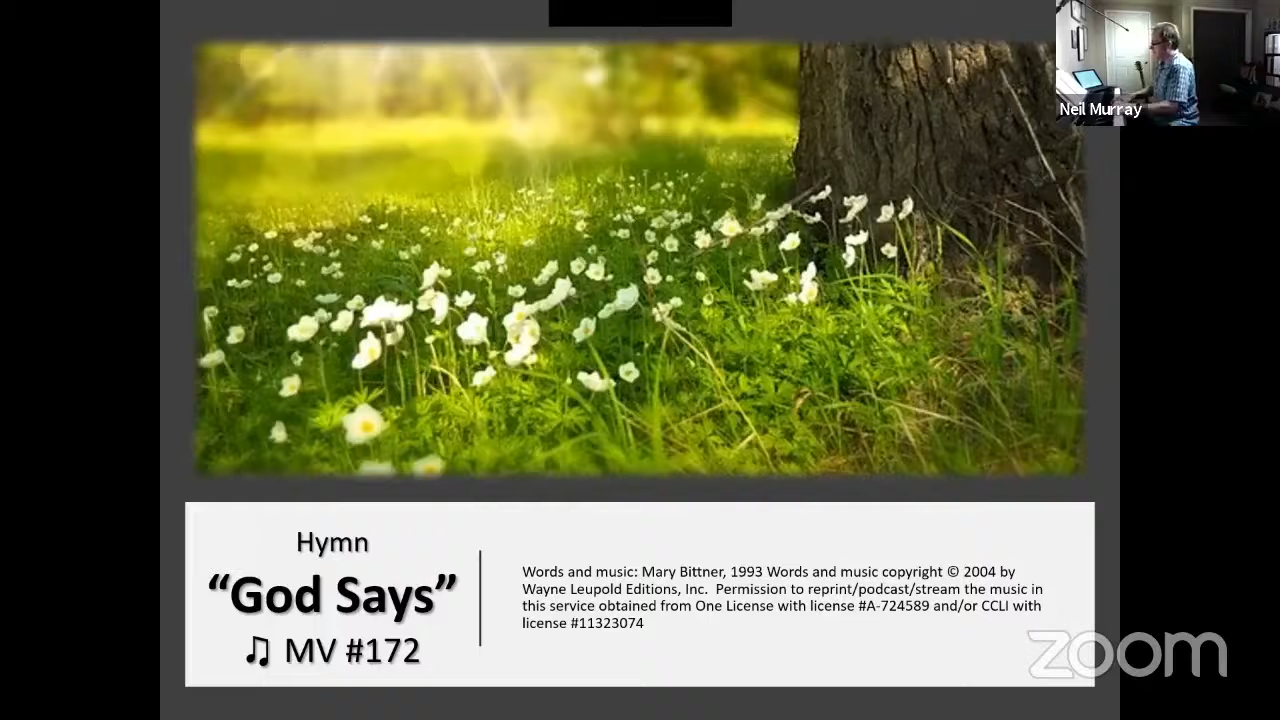 Neil Murray
Hymn
“God Says”
♫ MV #172
Words and music: Mary Bittner, 1993 Words and music copyright © 2004 by
Wayne Leupold Editions, Inc. Permission to reprint/podcast/stream the music in
this service obtained from One License with license #A-724589 and/or CCLI with
license #11323074
zoom